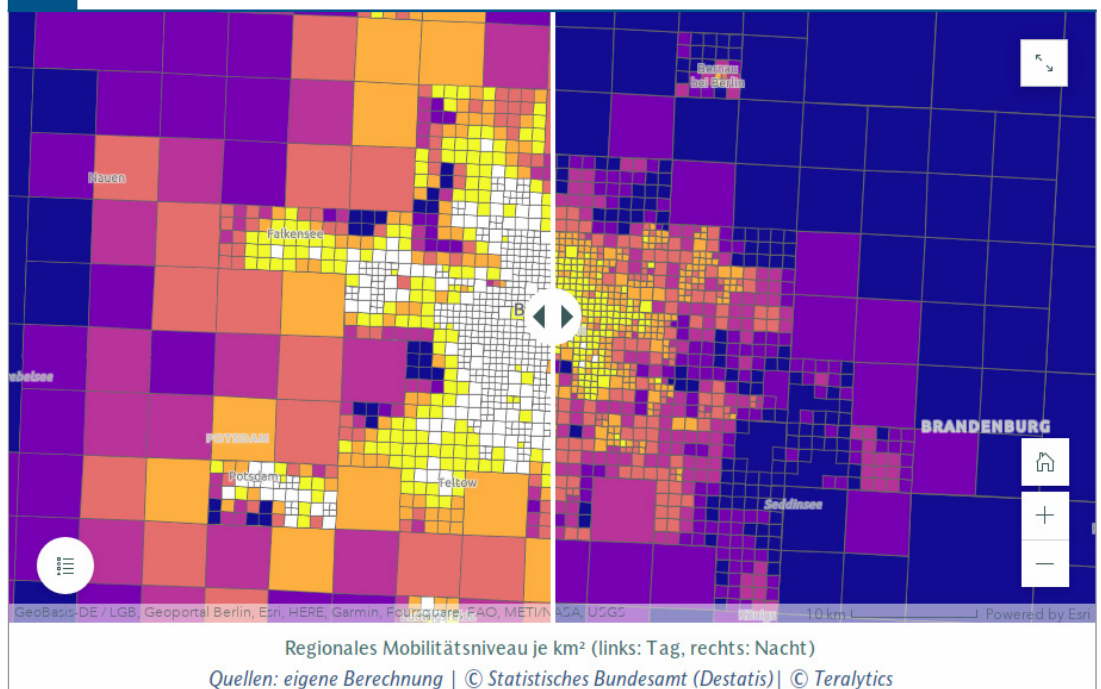 Bernau
bei Berlin
Nauen
Falkensee
B
BRANDENBURG
POTSDAM
Potsdam
Teltow
Seddinsee
GeoBasis-DE / LGB, Geoportal Berlin, Esri, HERE, Garmin, Foursquare, FAO, METI/NASA, USGS
10 km
Powered by Esri
Regionales Mobilitätsniveau je km² (links: Tag, rechts: Nacht)
Quellen: eigene Berechnung | © Statistisches Bundesamt (Destatis)| © Teralytics